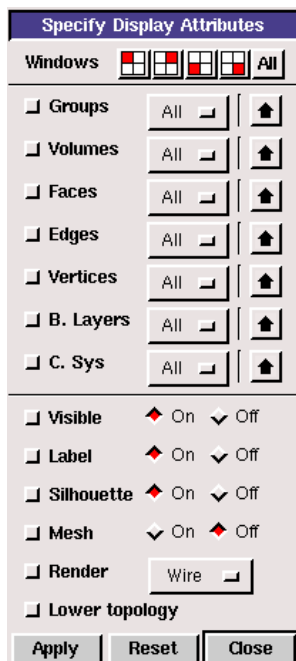 Specify Display Attributes
Windows All
Groups All
Volumes All
Faces All
Edges All
Vertices All
B. Layers All
C. Sys All
Visible On Off
Label On Off
Silhouette On Off
Mesh On Off
Render Wire
Lower topology
Apply Reset Close